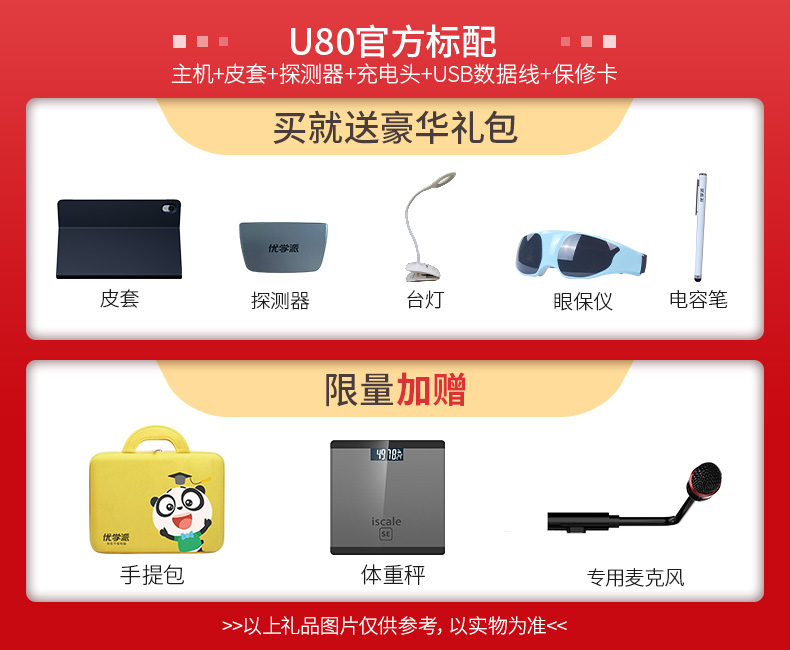 U80官方标配
主机+皮套+探测器+充电头+USB数据线+保修卡
买就送豪华礼包
优学派
皮套
探测器
台灯
眼保仪
电容笔
限量加赠
4978
iscale
SE
优学派
手提包
体重秤
专用麦克风
>>以上礼品图片仅供参考, 以实物为准<<